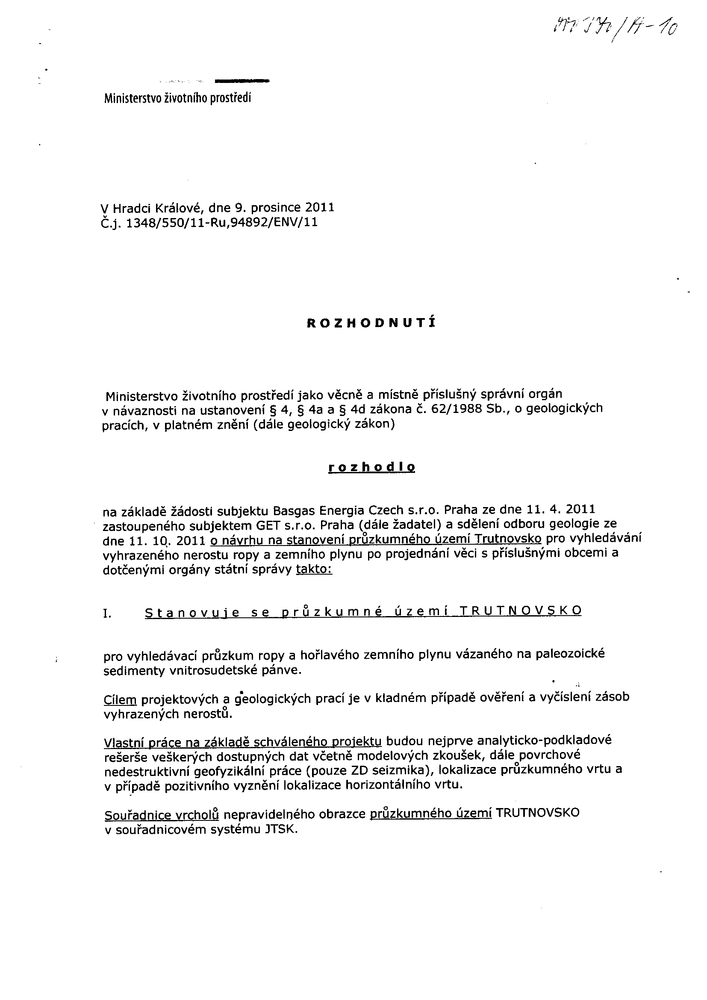 Ministerstvo životního prostředí
V Hradci Králové, dne 9. prosince 2011
Č.j. 1348/550/11-Ru,94892/ENV/11
ROZHODNUTÍ
Ministerstvo životního prostředí jako věcně a místně příslušný správní orgán
v návaznosti na ustanovení § 4, § 4a a § 4d zákona č. 62/1988 Sb., o geologických
pracích, v platném znění (dále geologický zákon)
rozhodlo
na základě žádosti subjektu Basgas Energia Czech s.r.o. Praha ze dne 11. 4. 2011
zastoupeného subjektem GET s.r.o. Praha (dále žadatel) a sdělení odboru geologie ze
dne 11. 10. 2011 o návrhu na stanovení průzkumného území Trutnovsko pro vyhledávání
vyhrazeného nerostu ropy a zemního plynu po projednání věci s příslušnými obcemi a
dotčenými orgány státní správy takto:
I. Stanovuje se průzkumné území TRUTNOVSKO
pro vyhledávací průzkum ropy a hořlavého zemního plynu vázaného na paleozoické
sedimenty vnitrosudetské pánve.
Cílem projektových a geologických prací je v kladném případě ověření a vyčíslení zásob
vyhrazených nerostů.
Vlastní práce na základě schváleného projektu budou nejprve analyticko-podkladové
rešerše veškerých dostupných dat včetně modelových zkoušek, dále povrchové
nedestruktivní geofyzikální práce (pouze ZD seizmika), lokalizace průzkumného vrtu a
v případě pozitivního vyznění lokalizace horizontálního vrtu.
Souřadnice vrcholů nepravidelného obrazce průzkumného území TRUTNOVSKO
v souřadnicovém systému JTSK.